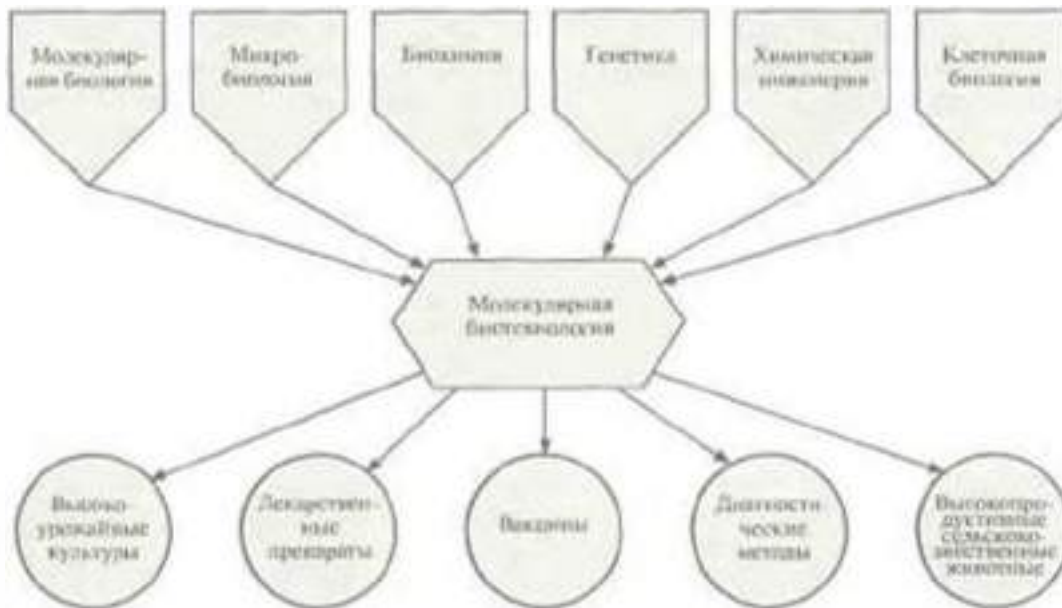 Молекуляр-
ная биология
Микро-
биология
Биохимия
Генетика
Химическая
инженерия
Клеточная
биология
Молекулярная
биотехнология
Высоко-
урожайные
культуры
Лекарствен-
ные
препараты
Вакцины
Диагности-
ческие
методы
Высокопро-
дуктивные
сельскохо-
зяйственные
животные